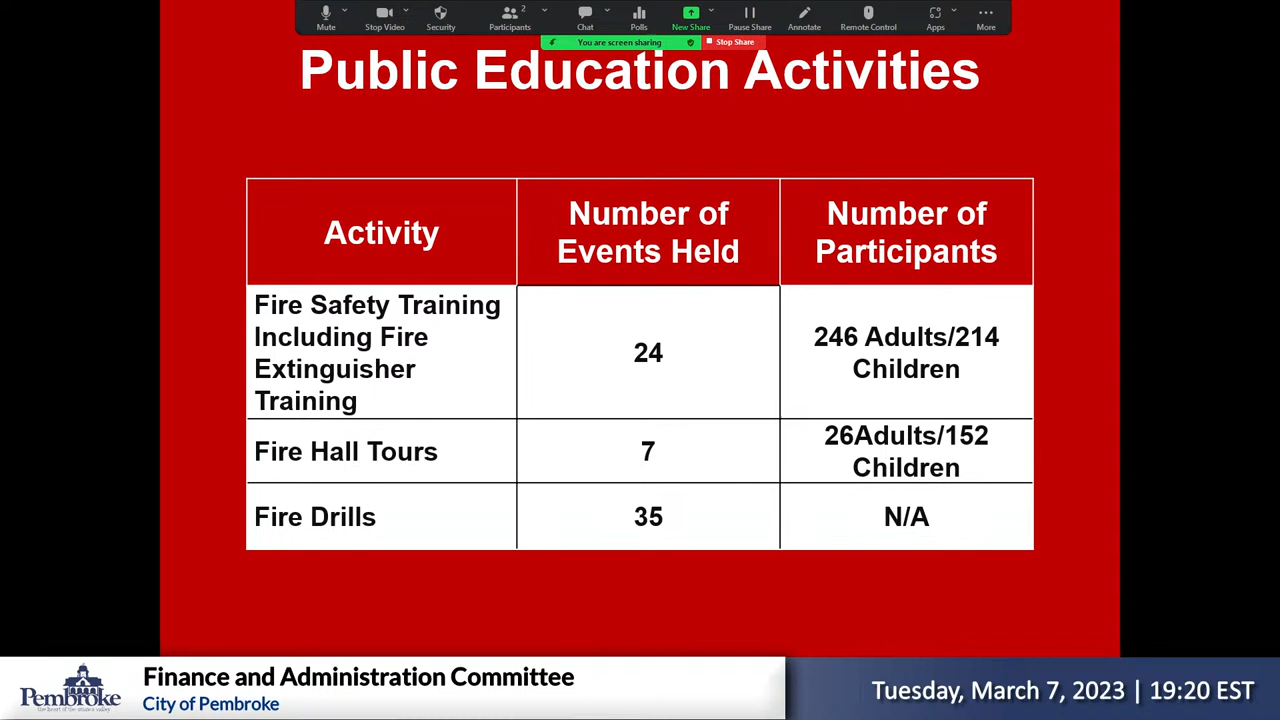 Mute
Stop Video
Security
Participants
2
Chat
Polls
New Share
Pause Share
Annotate
Remote Control
Apps
More
You are screen sharing
Stop Share
Public Education Activities
Activity
Number of
Events Held
Number of
Participants
Fire Safety Training
Including Fire
Extinguisher
Training
24
246 Adults/214
Children
Fire Hall Tours
7
26Adults/152
Children
Fire Drills
35
N/A
Pembroke
Finance and Administration Committee
City of Pembroke
Tuesday, March 7, 2023 | 19:20 EST